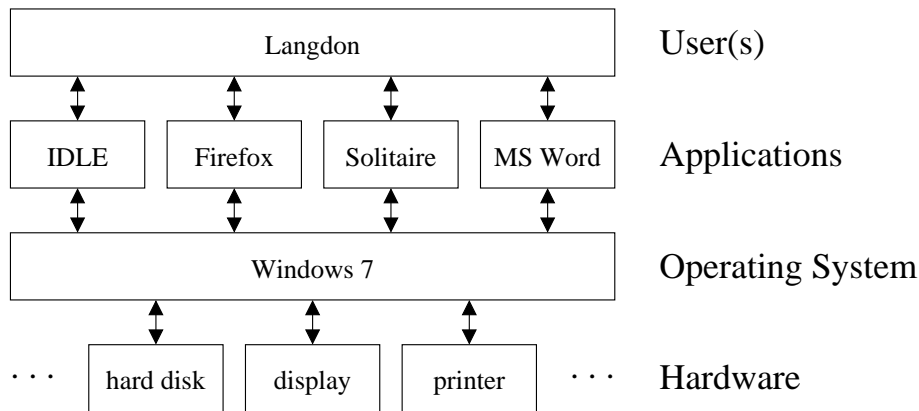 Langdon User(s)
IDLE Firefox Solitaire MS Word Applications
Windows 7 Operating System
. . . hard disk display printer . . . Hardware